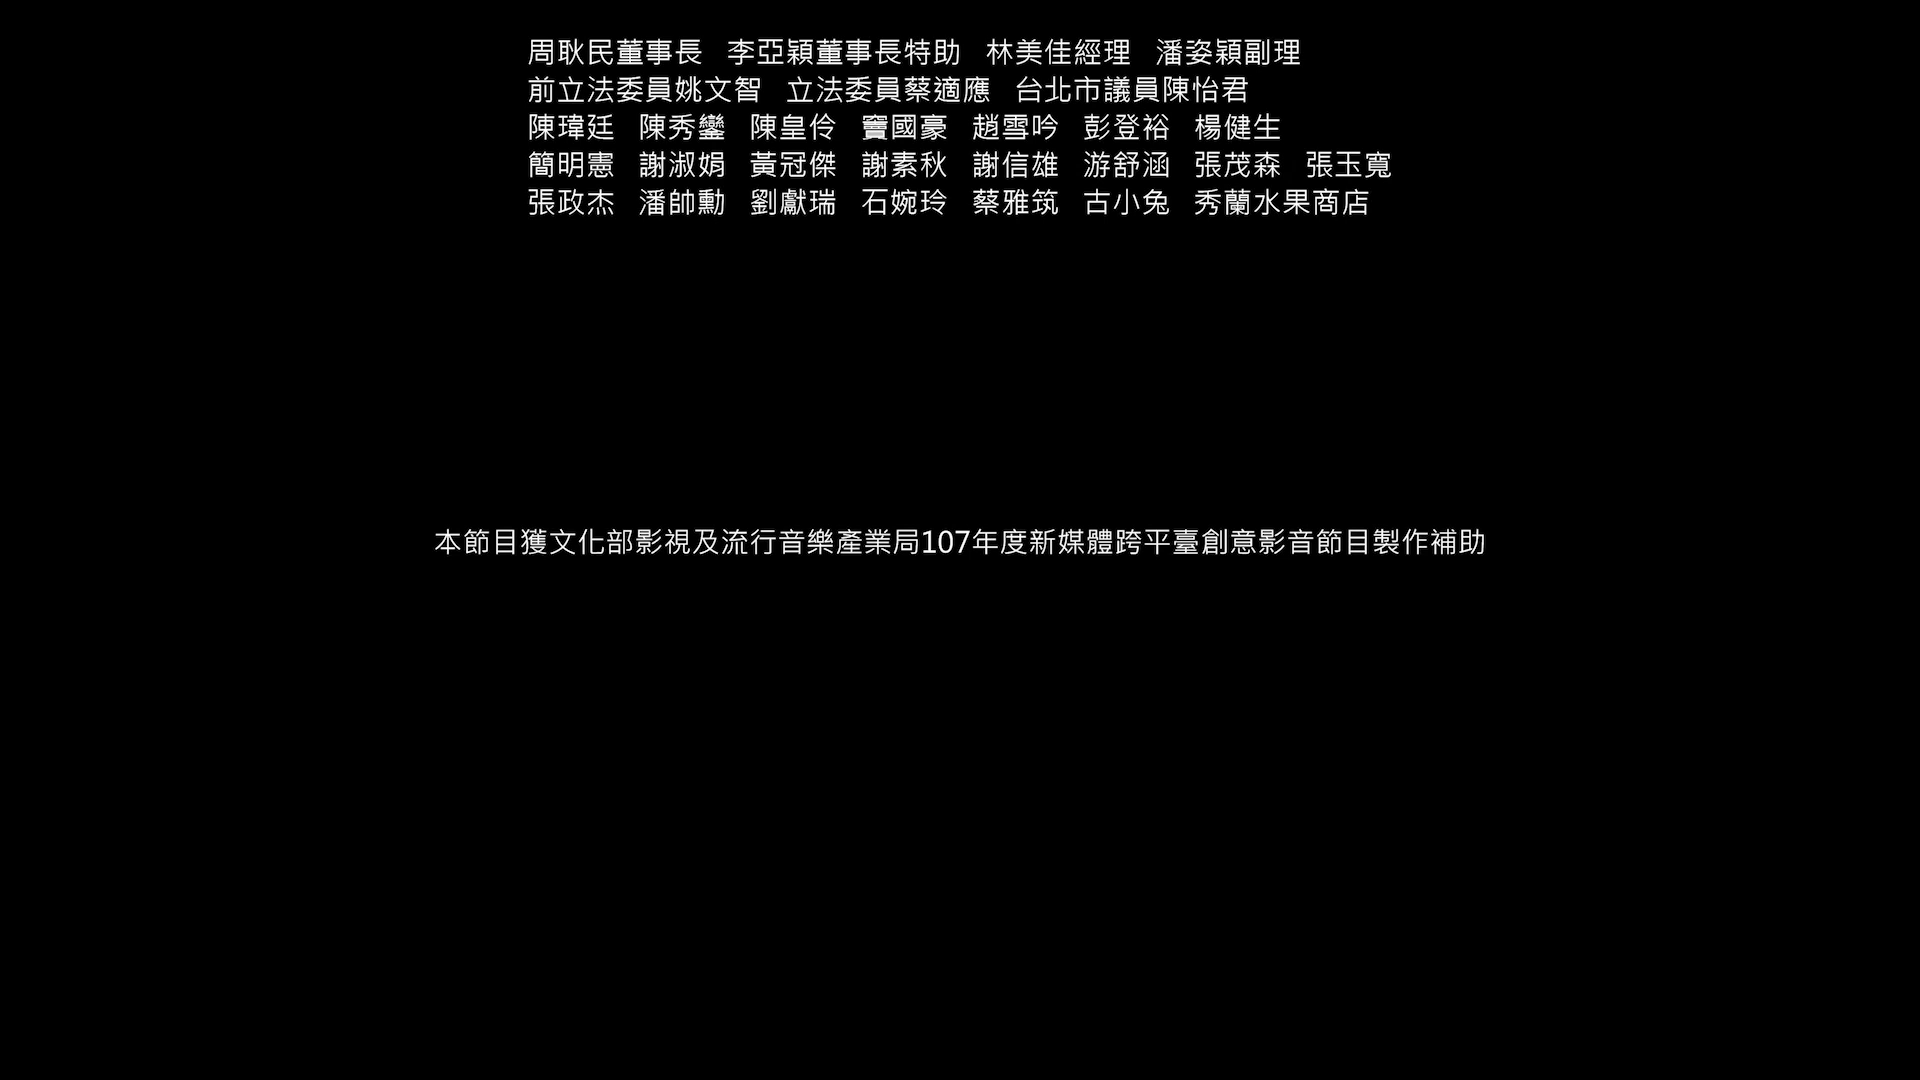 周耿民董事長 李亞穎董事長特助 林美佳經理 潘姿穎副理
前立法委員姚文智 立法委員蔡適應 台北市議員陳怡君
陳瑋廷 陳秀鑾 陳皇伶 竇國豪 趙雪吟 彭登裕 楊健生
簡明憲 謝淑娟 黃冠傑 謝素秋 謝信雄 游舒涵 張茂森 張玉寬
張政杰 潘帥勳 劉獻瑞 石婉玲 蔡雅筑 古小兔 秀蘭水果商店
本節目獲文化部影視及流行音樂產業局107年度新媒體跨平臺創意影音節目製作補助